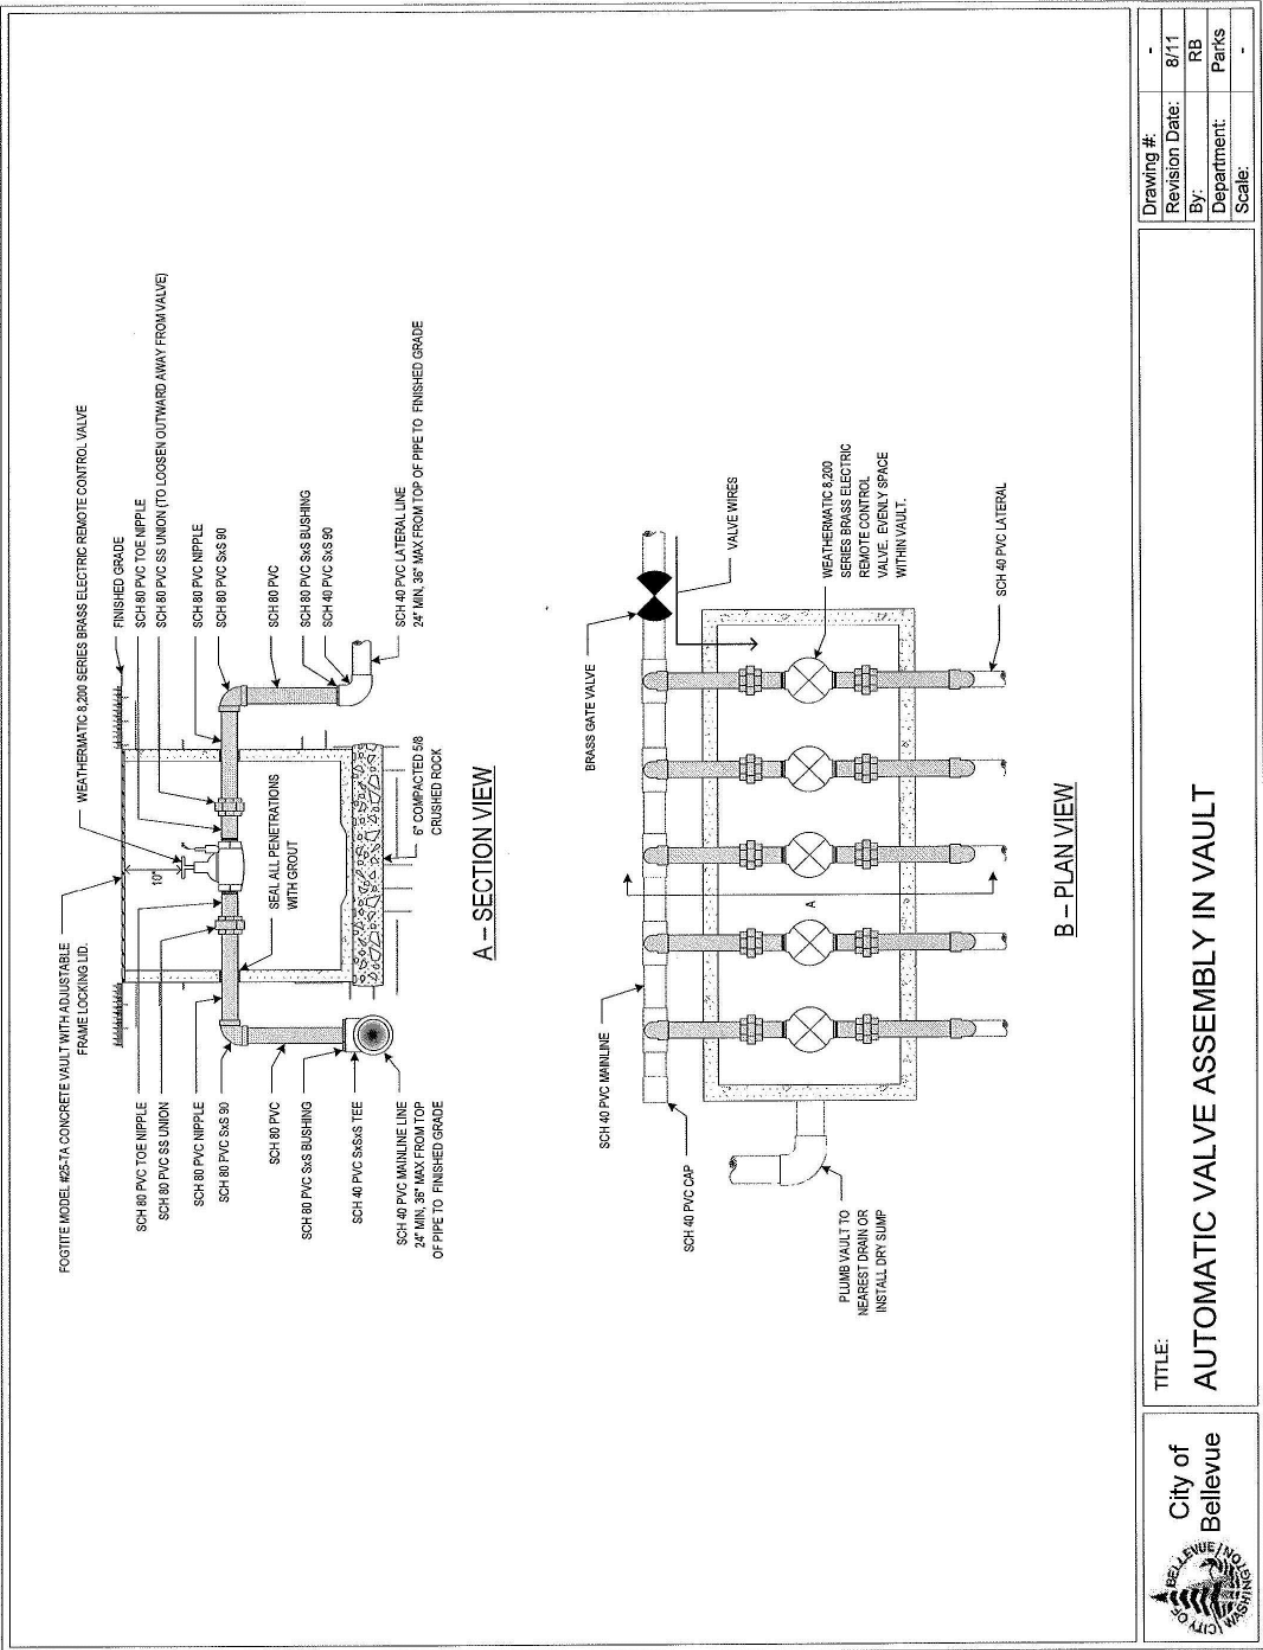 FOGTITE MODEL #25-TA CONCRETE VAULT WITH ADJUSTABLE
FRAME LOCKING LID.
WEATHERMATIC 8,200 SERIES BRASS ELECTRIC REMOTE CONTROL VALVE
FINISHED GRADE
SCH 80 PVC TOE NIPPLE
SCH 80 PVC SS UNION (TO LOOSEN OUTWARD AWAY FROM VALVE)
SCH 80 PVC NIPPLE
SCH 80 PVC SxS 90
SCH 80 PVC
SCH 80 PVC SxS BUSHING
SCH 40 PVC SxS 90
SCH 40 PVC LATERAL LINE
24" MIN, 36" MAX FROM TOP OF PIPE TO FINISHED GRADE
10"
SEAL ALL PENETRATIONS
WITH GROUT
6" COMPACTED 5/8
CRUSHED ROCK
SCH 80 PVC TOE NIPPLE
SCH 80 PVC SS UNION
SCH 80 PVC NIPPLE
SCH 80 PVC SxS 90
SCH 80 PVC
SCH 80 PVC SxS BUSHING
SCH 40 PVC SxSxS TEE
SCH 40 PVC MAINLINE LINE
24" MIN, 36" MAX FROM TOP
OF PIPE TO FINISHED GRADE
A – SECTION VIEW
BRASS GATE VALVE
SCH 40 PVC MAINLINE
SCH 40 PVC CAP
VALVE WIRES
WEATHERMATIC 8,200
SERIES BRASS ELECTRIC
REMOTE CONTROL
VALVE. EVENLY SPACE
WITHIN VAULT.
A
SCH 40 PVC LATERAL
PLUMB VAULT TO
NEAREST DRAIN OR
INSTALL DRY SUMP
B – PLAN VIEW
CITY OF BELLEVUE WASHINGTON
City of
Bellevue
TITLE:
AUTOMATIC VALVE ASSEMBLY IN VAULT
Drawing #: -
Revision Date: 8/11
By: RB
Department: Parks
Scale: -